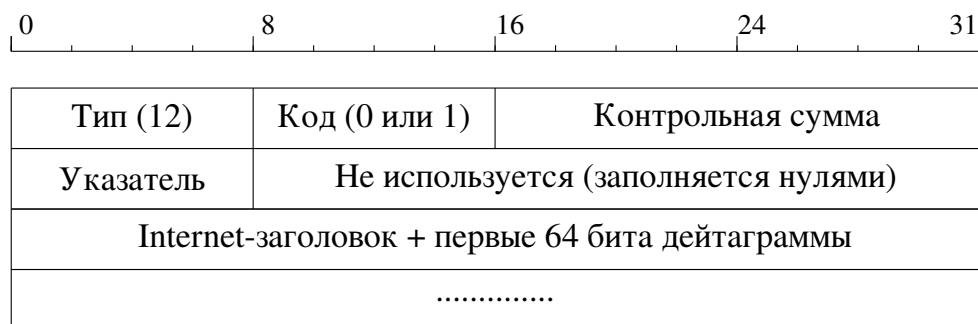 0 8 16 24 31
Тип (12) Код (0 или 1) Контрольная сумма
Указатель Не используется (заполняется нулями)
Internet-заголовок + первые 64 бита дейтаграммы
..............